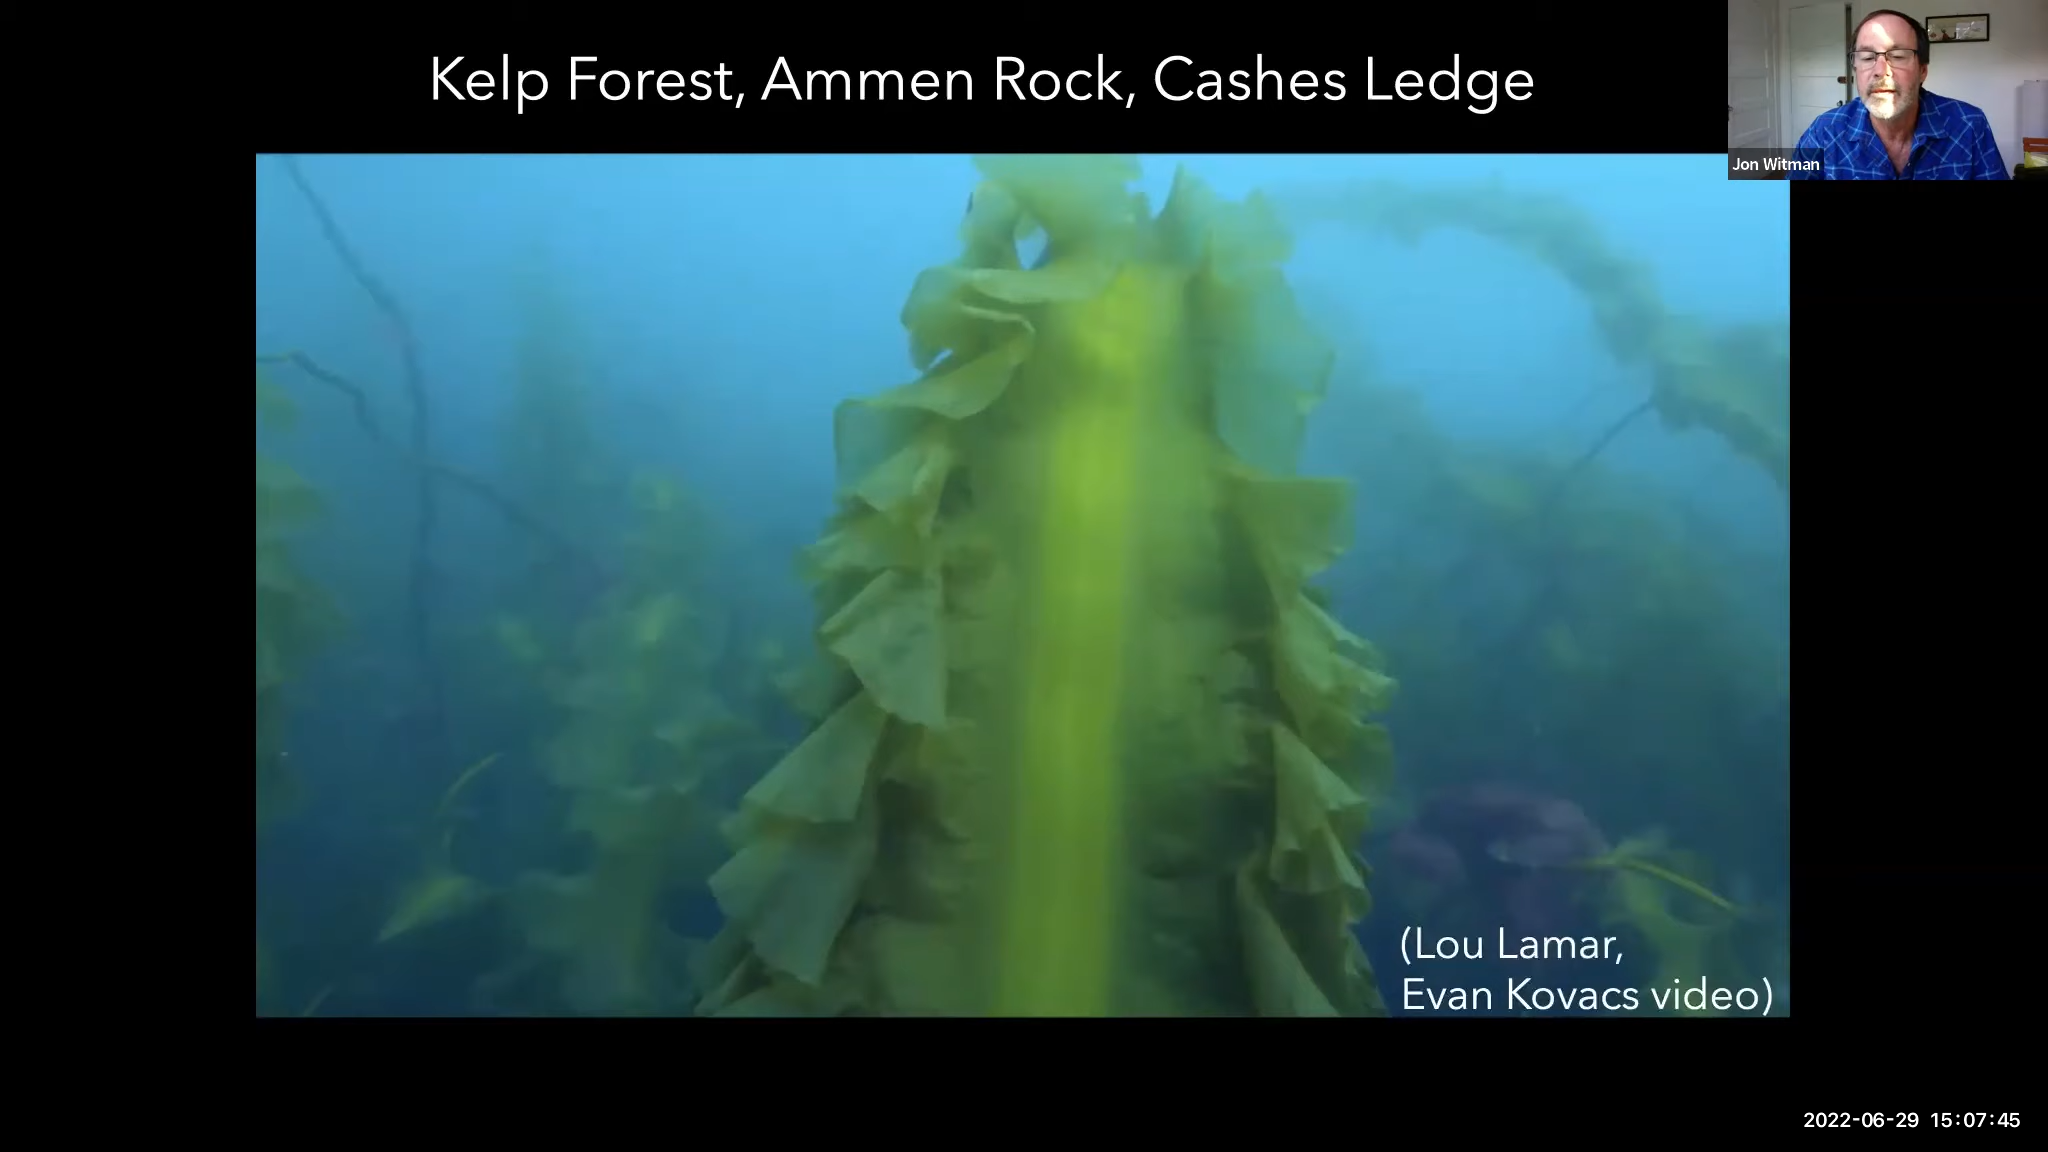 Kelp Forest, Ammen Rock, Cashes Ledge
Jon Witman
(Lou Lamar,
Evan Kovacs video)
2022-06-29 15:07:45